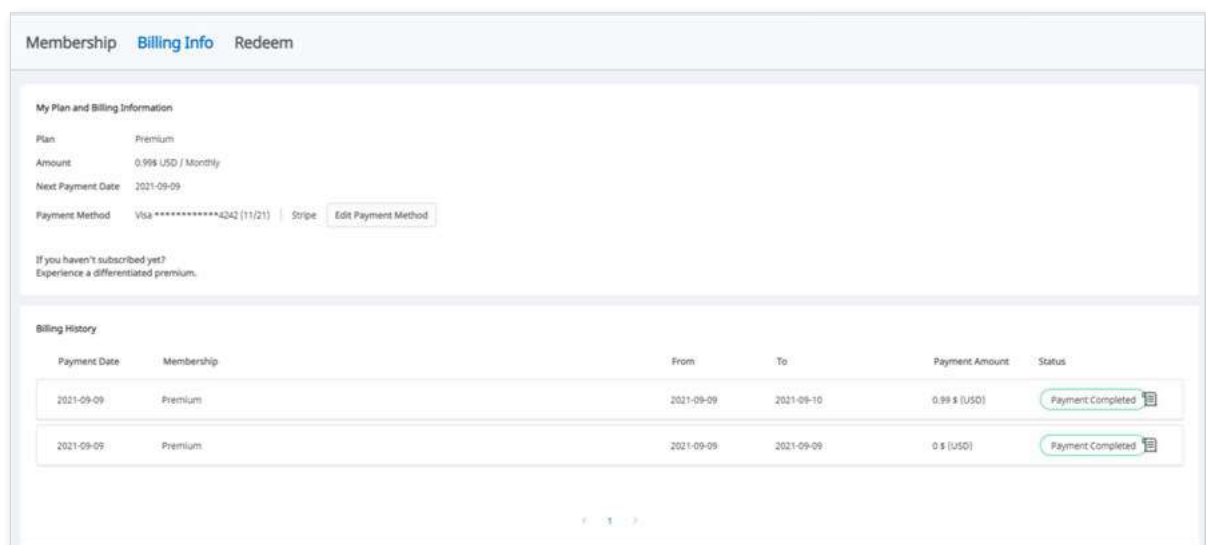 Membership Billing Info Redeem
My Plan and Billing Information
Plan Premium
Amount 0.99$ USD / Monthly
Next Payment Date 2021-09-09
Payment Method Visa ************4242 (11/21) | Stripe Edit Payment Method
If you haven't subscribed yet?
Experience a differentiated premium.
Billing History
Payment Date Membership From To Payment Amount Status
2021-09-09 Premium 2021-09-09 2021-09-10 0.99 $ (USD) Payment Completed
2021-09-09 Premium 2021-09-09 2021-09-09 0 $ (USD) Payment Completed
< 1 >